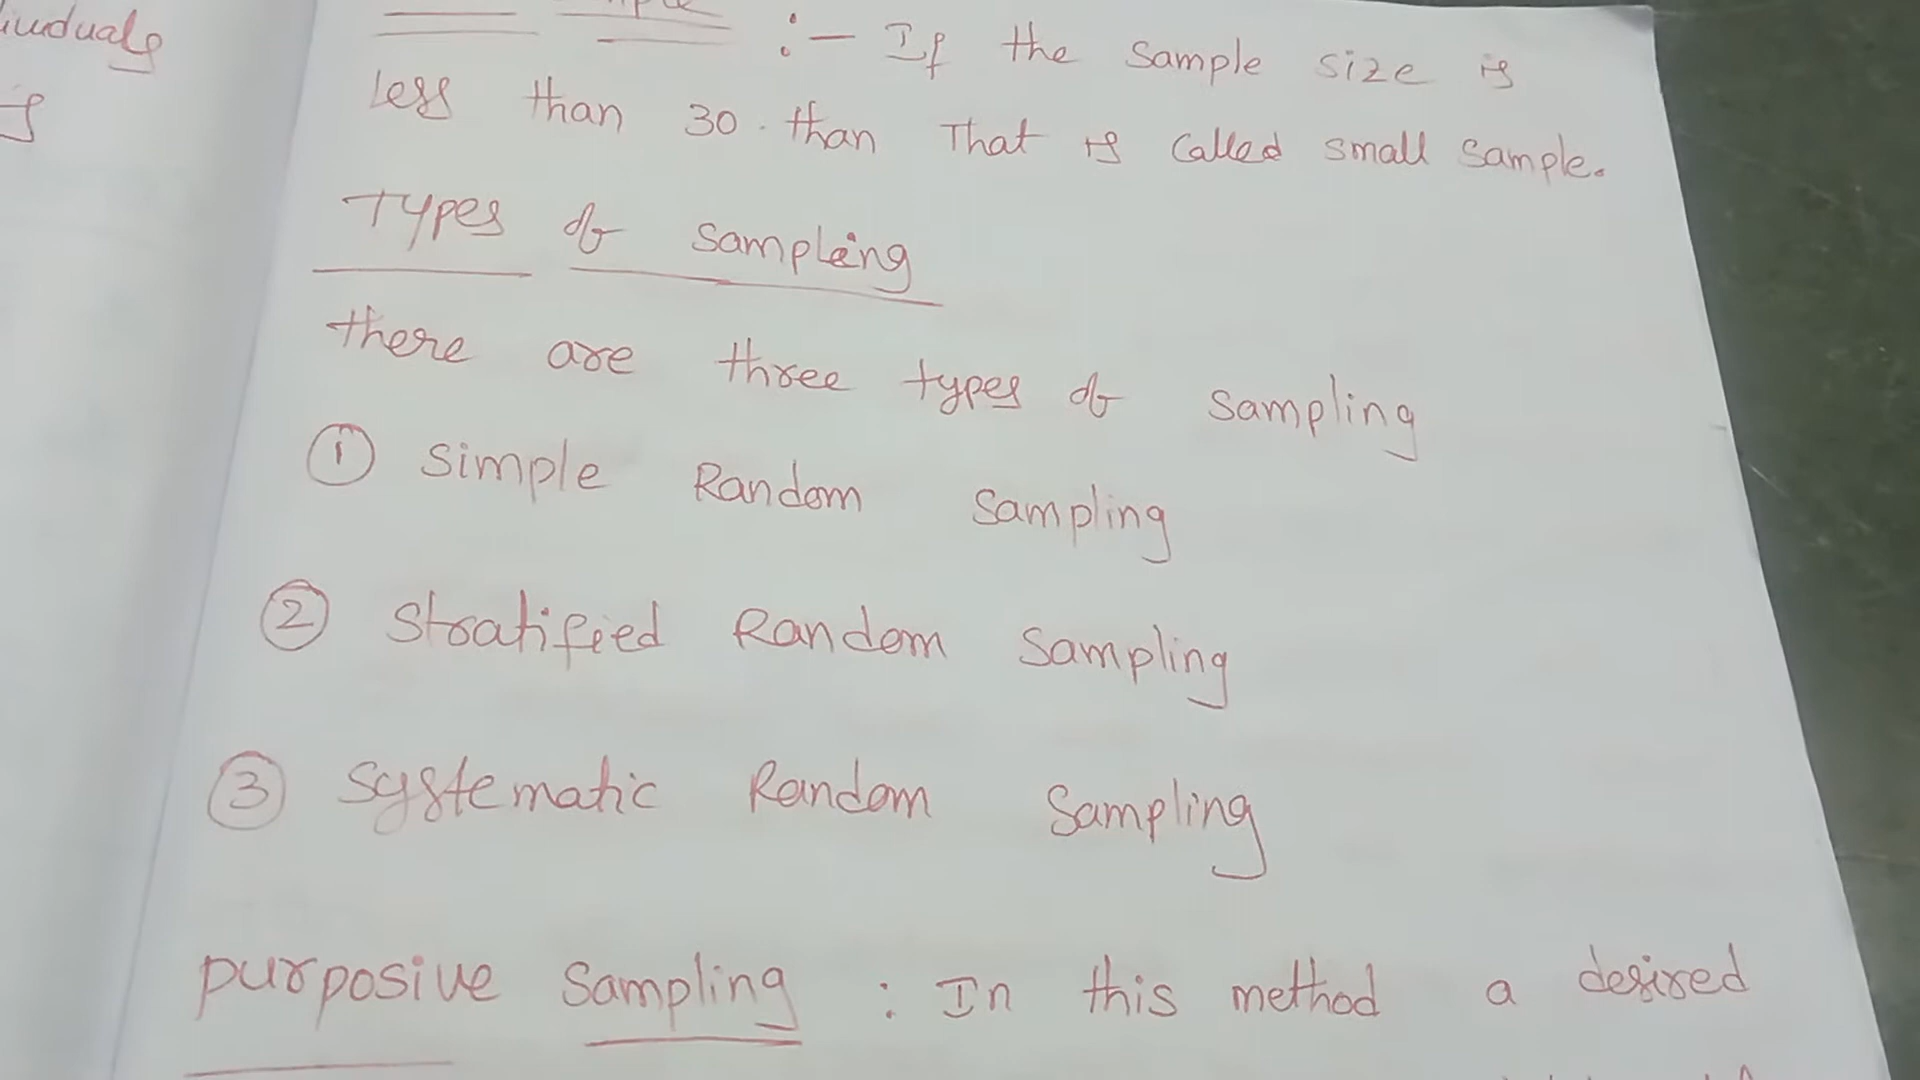 :- If the sample size is
less than 30. than That is called small sample.
Types of sampling
there are three types of sampling
① Simple Random Sampling
② Stratified Random Sampling
③ Systematic Random Sampling
purposive Sampling : In this method a desired